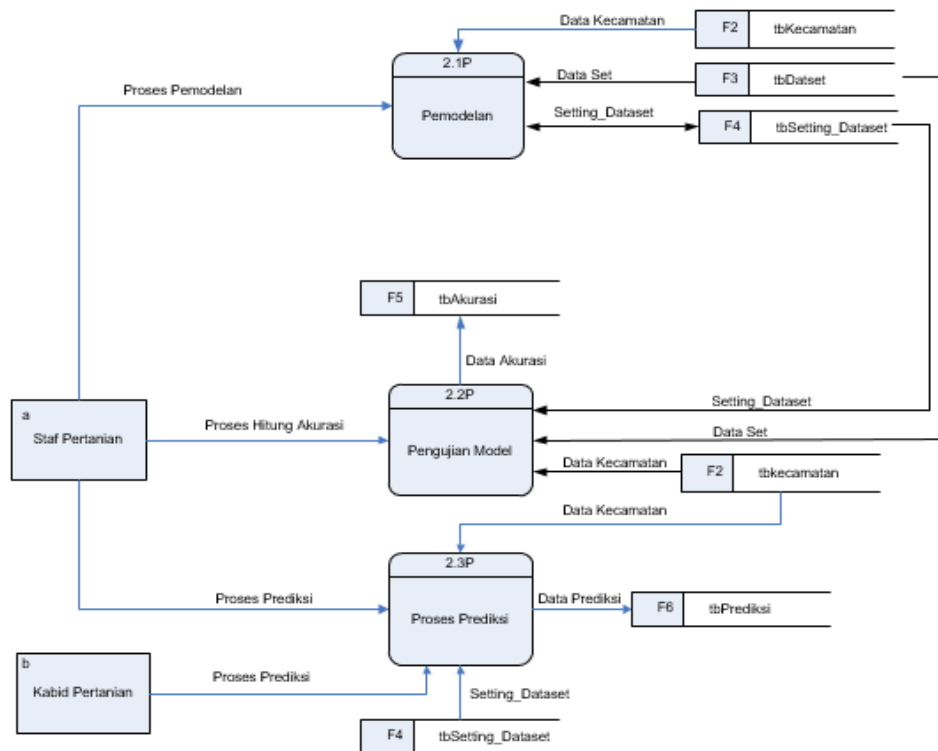 Data Kecamatan
F2
tbKecamatan
2.1P
Pemodelan
Data Set
F3
tbDatset
Proses Pemodelan
Setting_Dataset
F4
tbSetting_Dataset
F5
tbAkurasi
Data Akurasi
2.2P
Pengujian Model
a
Staf Pertanian
Proses Hitung Akurasi
Setting_Dataset
Data Set
Data Kecamatan
F2
tbkecamatan
Data Kecamatan
2.3P
Proses Prediksi
Proses Prediksi
Data Prediksi
F6
tbPrediksi
b
Kabid Pertanian
Proses Prediksi
Setting_Dataset
F4
tbSetting_Dataset